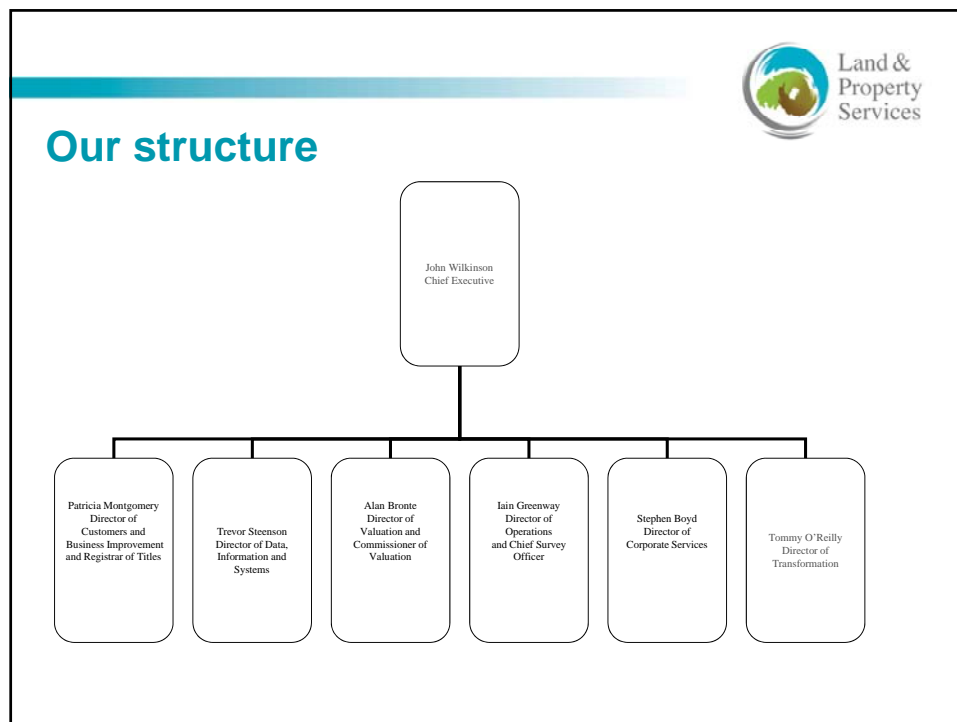 Land &
Property
Services
Our structure
John Wilkinson
Chief Executive
Patricia Montgomery
Director of
Customers and
Business Improvement
and Registrar of Titles
Trevor Steenson
Director of Data,
Information and
Systems
Alan Bronte
Director of
Valuation and
Commissioner of
Valuation
Iain Greenway
Director of
Operations
and Chief Survey
Officer
Stephen Boyd
Director of
Corporate Services
Tommy O’Reilly
Director of
Transformation